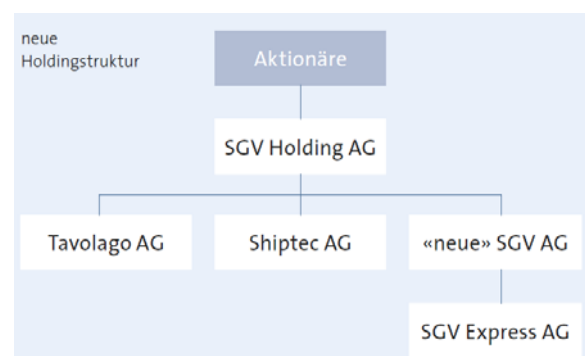 neue
Holdingstruktur
Aktionäre
SGV Holding AG
Tavolago AG
Shiptec AG
«neue» SGV AG
SGV Express AG